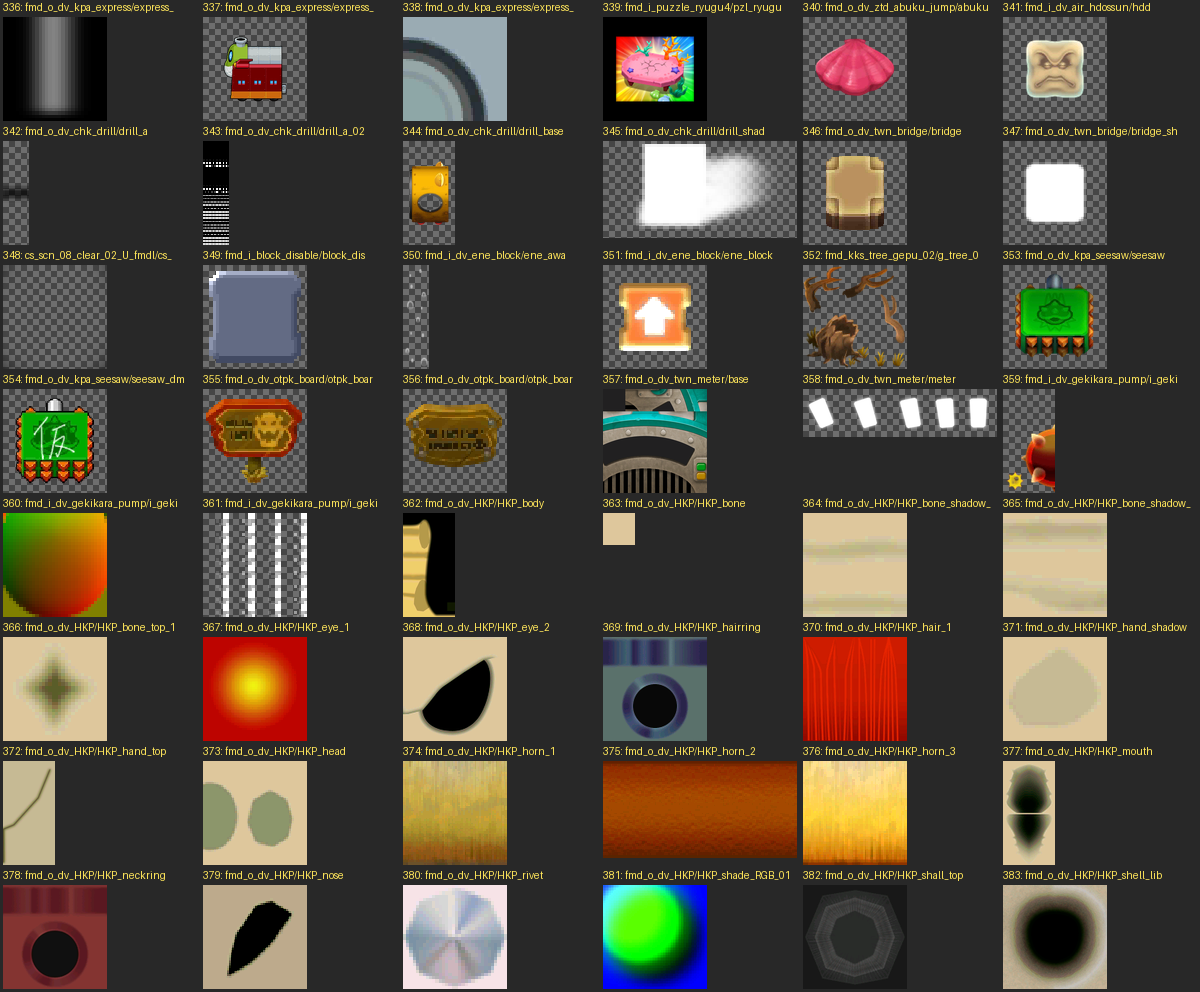 336: fmd_o_dv_kpa_express/express_
337: fmd_o_dv_kpa_express/express_
338: fmd_o_dv_kpa_express/express_
339: fmd_i_puzzle_ryugu4/pzl_ryugu
340: fmd_o_dv_ztd_abuku_jump/abuku
341: fmd_i_dv_air_hdossun/hdd
342: fmd_o_dv_chk_drill/drill_a
343: fmd_o_dv_chk_drill/drill_a_02
344: fmd_o_dv_chk_drill/drill_base
345: fmd_o_dv_chk_drill/drill_shad
346: fmd_o_dv_twn_bridge/bridge
347: fmd_o_dv_twn_bridge/bridge_sh
348: cs_scn_08_clear_02_U_fmdl/cs_
349: fmd_i_block_disable/block_dis
350: fmd_i_dv_ene_block/ene_awa
351: fmd_i_dv_ene_block/ene_block
352: fmd_kks_tree_gepu_02/g_tree_0
353: fmd_o_dv_kpa_seesaw/seesaw
354: fmd_o_dv_kpa_seesaw/seesaw_dm
355: fmd_o_dv_otpk_board/otpk_boar
356: fmd_o_dv_otpk_board/otpk_boar
357: fmd_o_dv_twn_meter/base
358: fmd_o_dv_twn_meter/meter
359: fmd_i_dv_gekikara_pump/i_geki
仮
360: fmd_i_dv_gekikara_pump/i_geki
361: fmd_i_dv_gekikara_pump/i_geki
362: fmd_o_dv_HKP/HKP_body
363: fmd_o_dv_HKP/HKP_bone
364: fmd_o_dv_HKP/HKP_bone_shadow_
365: fmd_o_dv_HKP/HKP_bone_shadow_
366: fmd_o_dv_HKP/HKP_bone_top_1
367: fmd_o_dv_HKP/HKP_eye_1
368: fmd_o_dv_HKP/HKP_eye_2
369: fmd_o_dv_HKP/HKP_hairring
370: fmd_o_dv_HKP/HKP_hair_1
371: fmd_o_dv_HKP/HKP_hand_shadow
372: fmd_o_dv_HKP/HKP_hand_top
373: fmd_o_dv_HKP/HKP_head
374: fmd_o_dv_HKP/HKP_horn_1
375: fmd_o_dv_HKP/HKP_horn_2
376: fmd_o_dv_HKP/HKP_horn_3
377: fmd_o_dv_HKP/HKP_mouth
378: fmd_o_dv_HKP/HKP_neckring
379: fmd_o_dv_HKP/HKP_nose
380: fmd_o_dv_HKP/HKP_rivet
381: fmd_o_dv_HKP/HKP_shade_RGB_01
382: fmd_o_dv_HKP/HKP_shall_top
383: fmd_o_dv_HKP/HKP_shell_lib